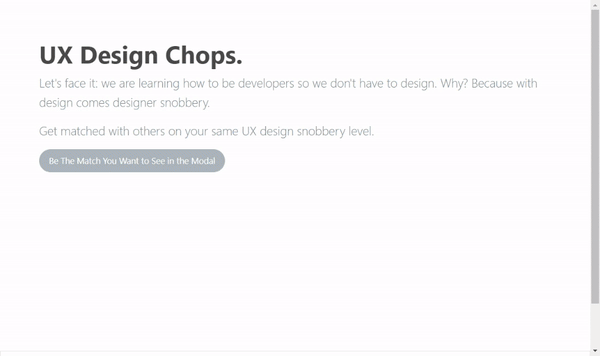 UX Design Chops.
Let's face it: we are learning how to be developers so we don't have to design. Why? Because with
design comes designer snobbery.
Get matched with others on your same UX design snobbery level.
Be The Match You Want to See in the Modal